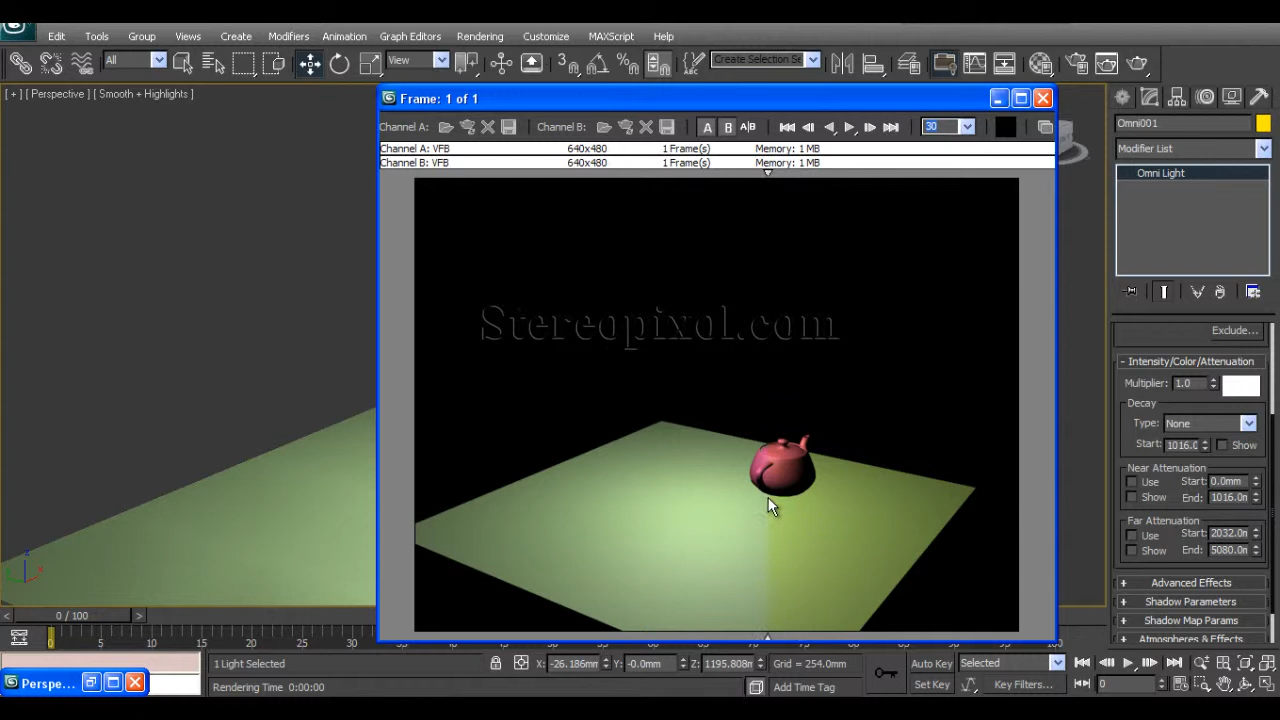 Edit Tools Group Views Create Modifiers Animation Graph Editors Rendering Customize MAXScript Help
All View Create Selection Se
[ + ] [ Perspective ] [ Smooth + Highlights ]
Frame: 1 of 1
Channel A: Channel B: A B A|B 30
Channel A: VFB 640x480 1 Frame(s) Memory: 1 MB
Channel B: VFB 640x480 1 Frame(s) Memory: 1 MB
Stereopixol.com
Omni001
Modifier List
Omni Light
Exclude...
- Intensity/Color/Attenuation
Multiplier: 1.0
Decay
Type: None
Start: 1016.0 Show
Near Attenuation
Use Start: 0.0mm
Show End: 1016.0m
Far Attenuation
Use Start: 2032.0m
Show End: 5080.0m
+ Advanced Effects
+ Shadow Parameters
+ Shadow Map Params
+ Atmospheres & Effects
z x
< 0 / 100 >
0 5 10 15 20 25 30
1 Light Selected X: -26.186mm Y: -0.0mm Z: 1195.808m Grid = 254.0mm Auto Key Selected
Perspe... Rendering Time 0:00:00 Add Time Tag Set Key Key Filters... 0